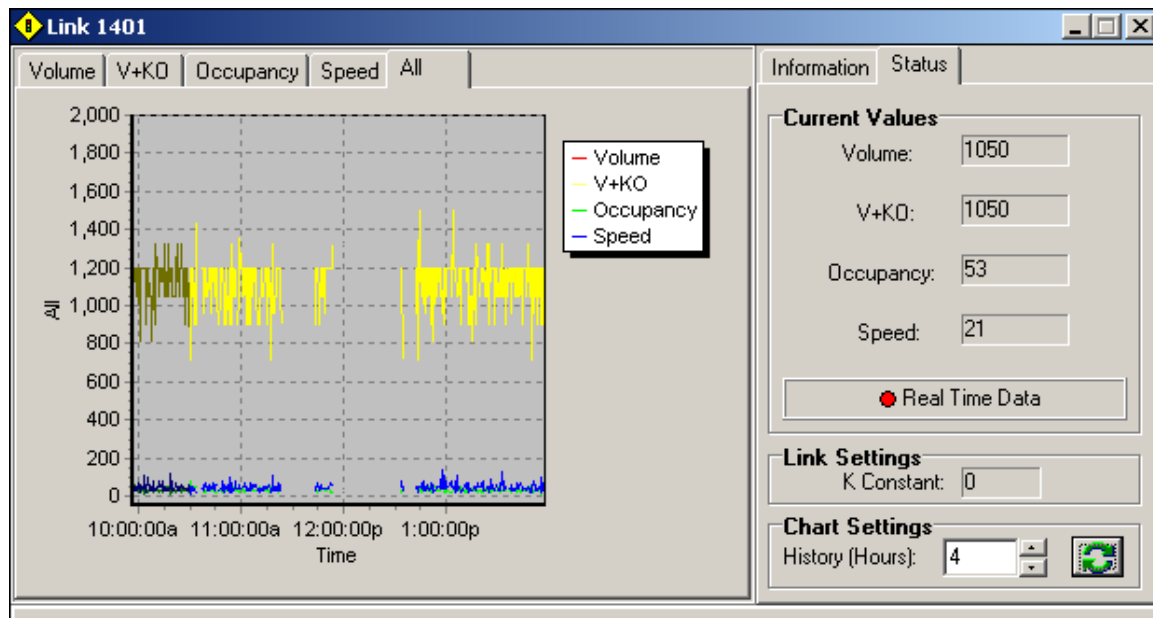 Link 1401
Volume V+KO Occupancy Speed All
2,000
1,800
1,600
1,400
1,200
1,000
800
600
400
200
0
All
10:00:00a 11:00:00a 12:00:00p 1:00:00p
Time
Volume
V+KO
Occupancy
Speed
Information Status
Current Values
Volume: 1050
V+KO: 1050
Occupancy: 53
Speed: 21
Real Time Data
Link Settings
K Constant: 0
Chart Settings
History (Hours): 4